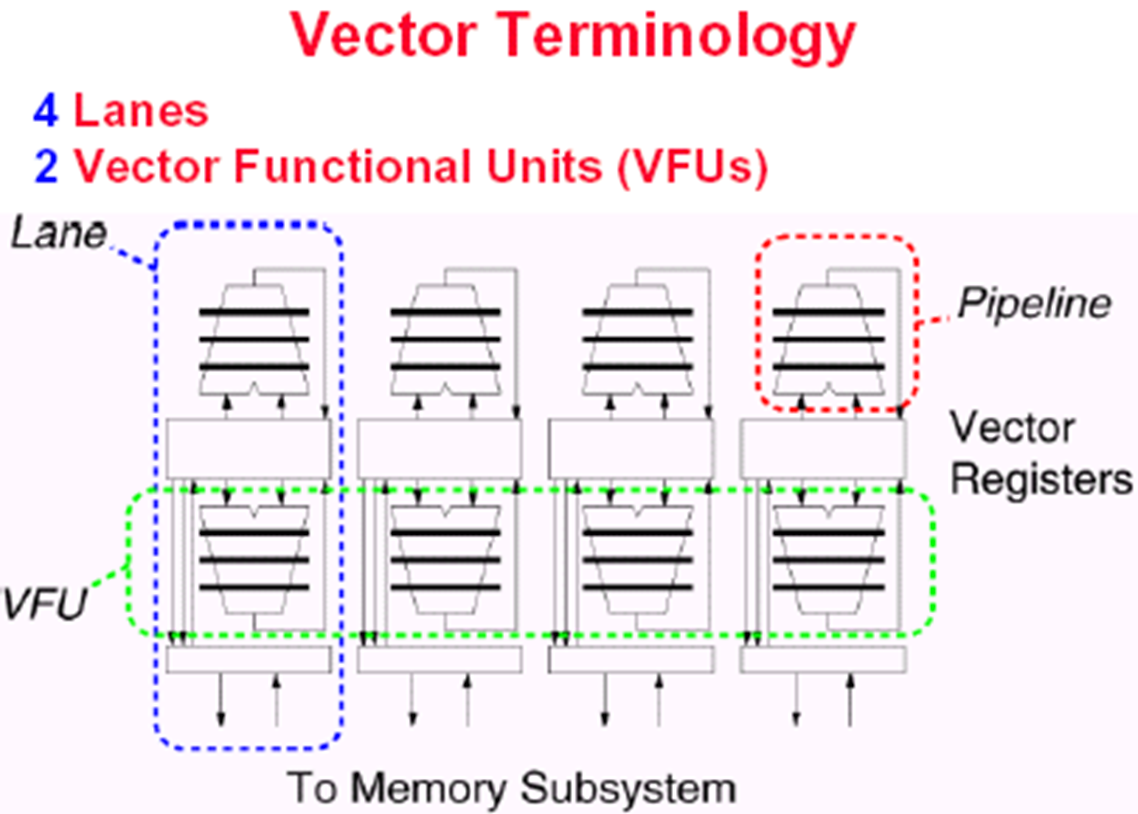 Vector Terminology
4 Lanes
2 Vector Functional Units (VFUs)
Lane
Pipeline
Vector
Registers
VFU
To Memory Subsystem